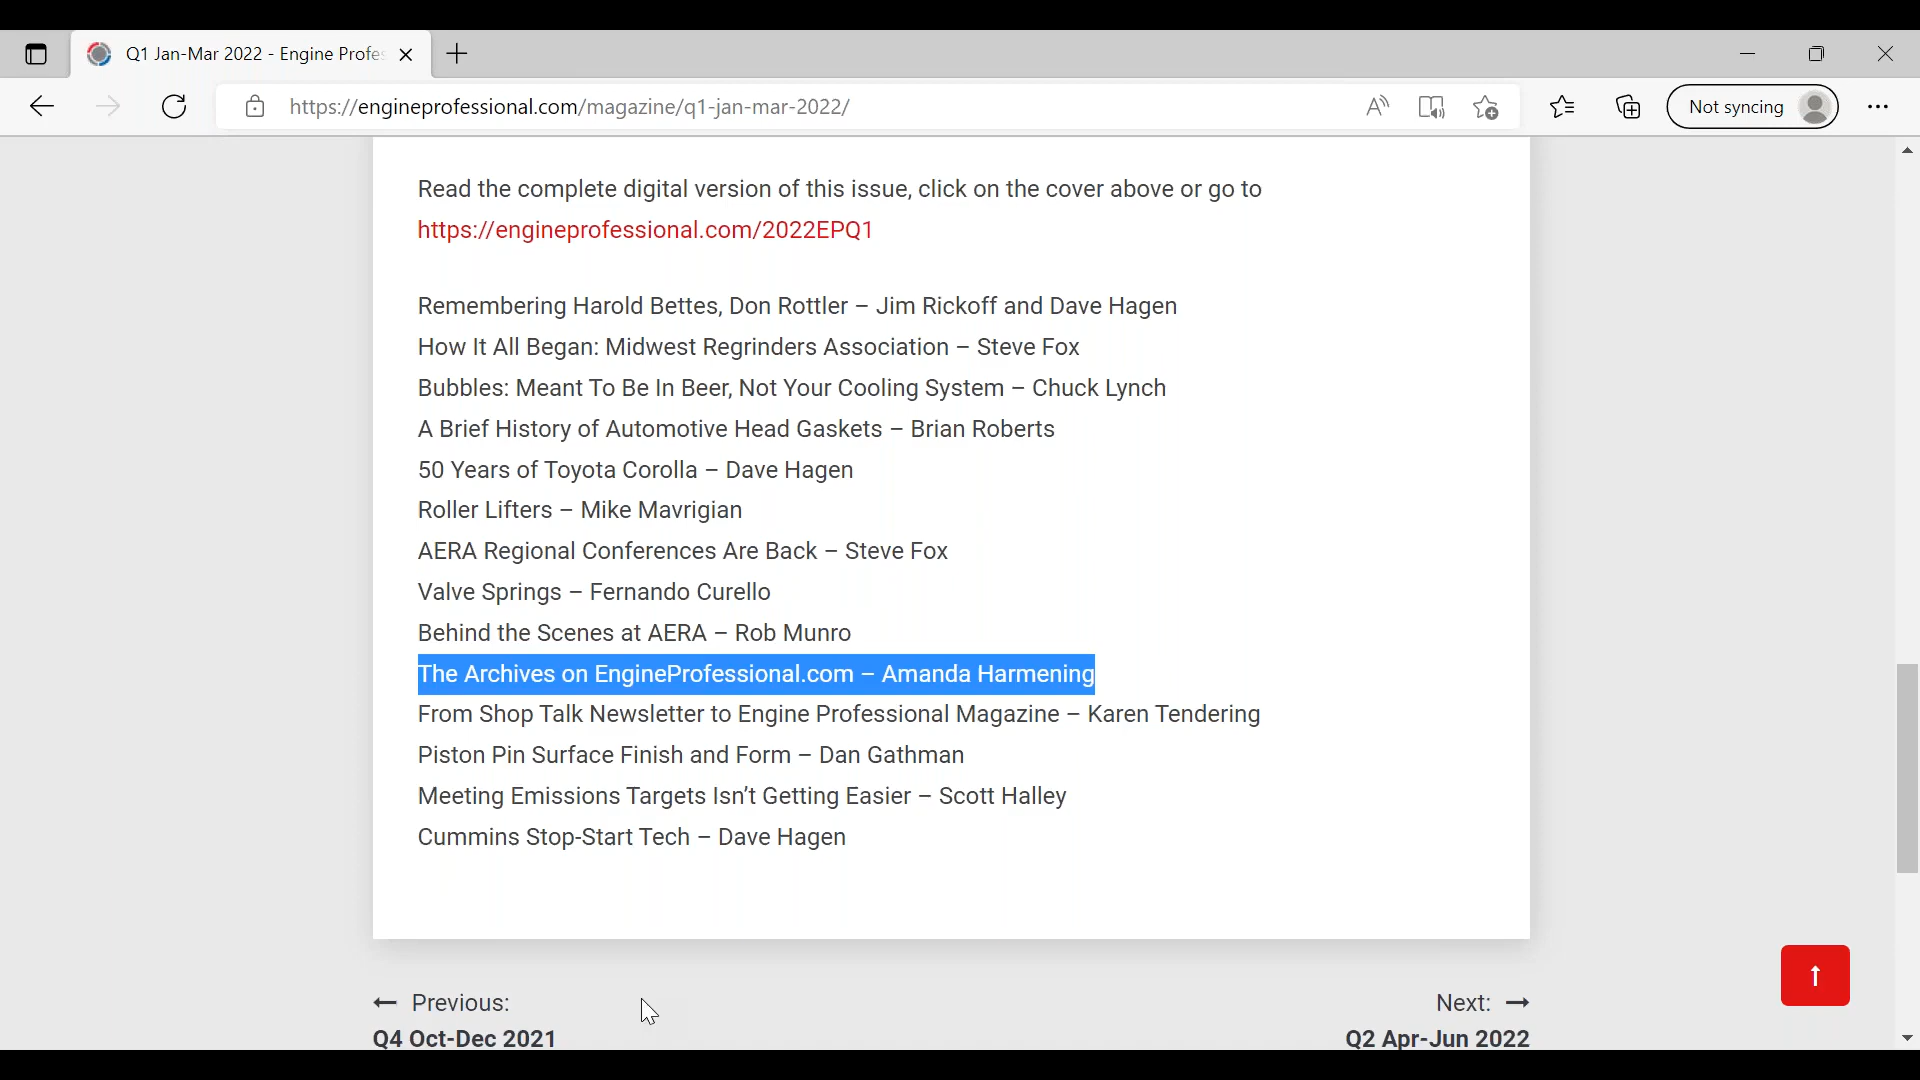 Q1 Jan-Mar 2022 - Engine Profes
https://engineprofessional.com/magazine/q1-jan-mar-2022/
Not syncing
Read the complete digital version of this issue, click on the cover above or go to
https://engineprofessional.com/2022EPQ1
Remembering Harold Bettes, Don Rottler – Jim Rickoff and Dave Hagen
How It All Began: Midwest Regrinders Association – Steve Fox
Bubbles: Meant To Be In Beer, Not Your Cooling System – Chuck Lynch
A Brief History of Automotive Head Gaskets – Brian Roberts
50 Years of Toyota Corolla – Dave Hagen
Roller Lifters – Mike Mavrigian
AERA Regional Conferences Are Back – Steve Fox
Valve Springs – Fernando Curello
Behind the Scenes at AERA – Rob Munro
The Archives on EngineProfessional.com – Amanda Harmening
From Shop Talk Newsletter to Engine Professional Magazine – Karen Tendering
Piston Pin Surface Finish and Form – Dan Gathman
Meeting Emissions Targets Isn’t Getting Easier – Scott Halley
Cummins Stop-Start Tech – Dave Hagen
← Previous:
Q4 Oct-Dec 2021
Next: →
Q2 Apr-Jun 2022